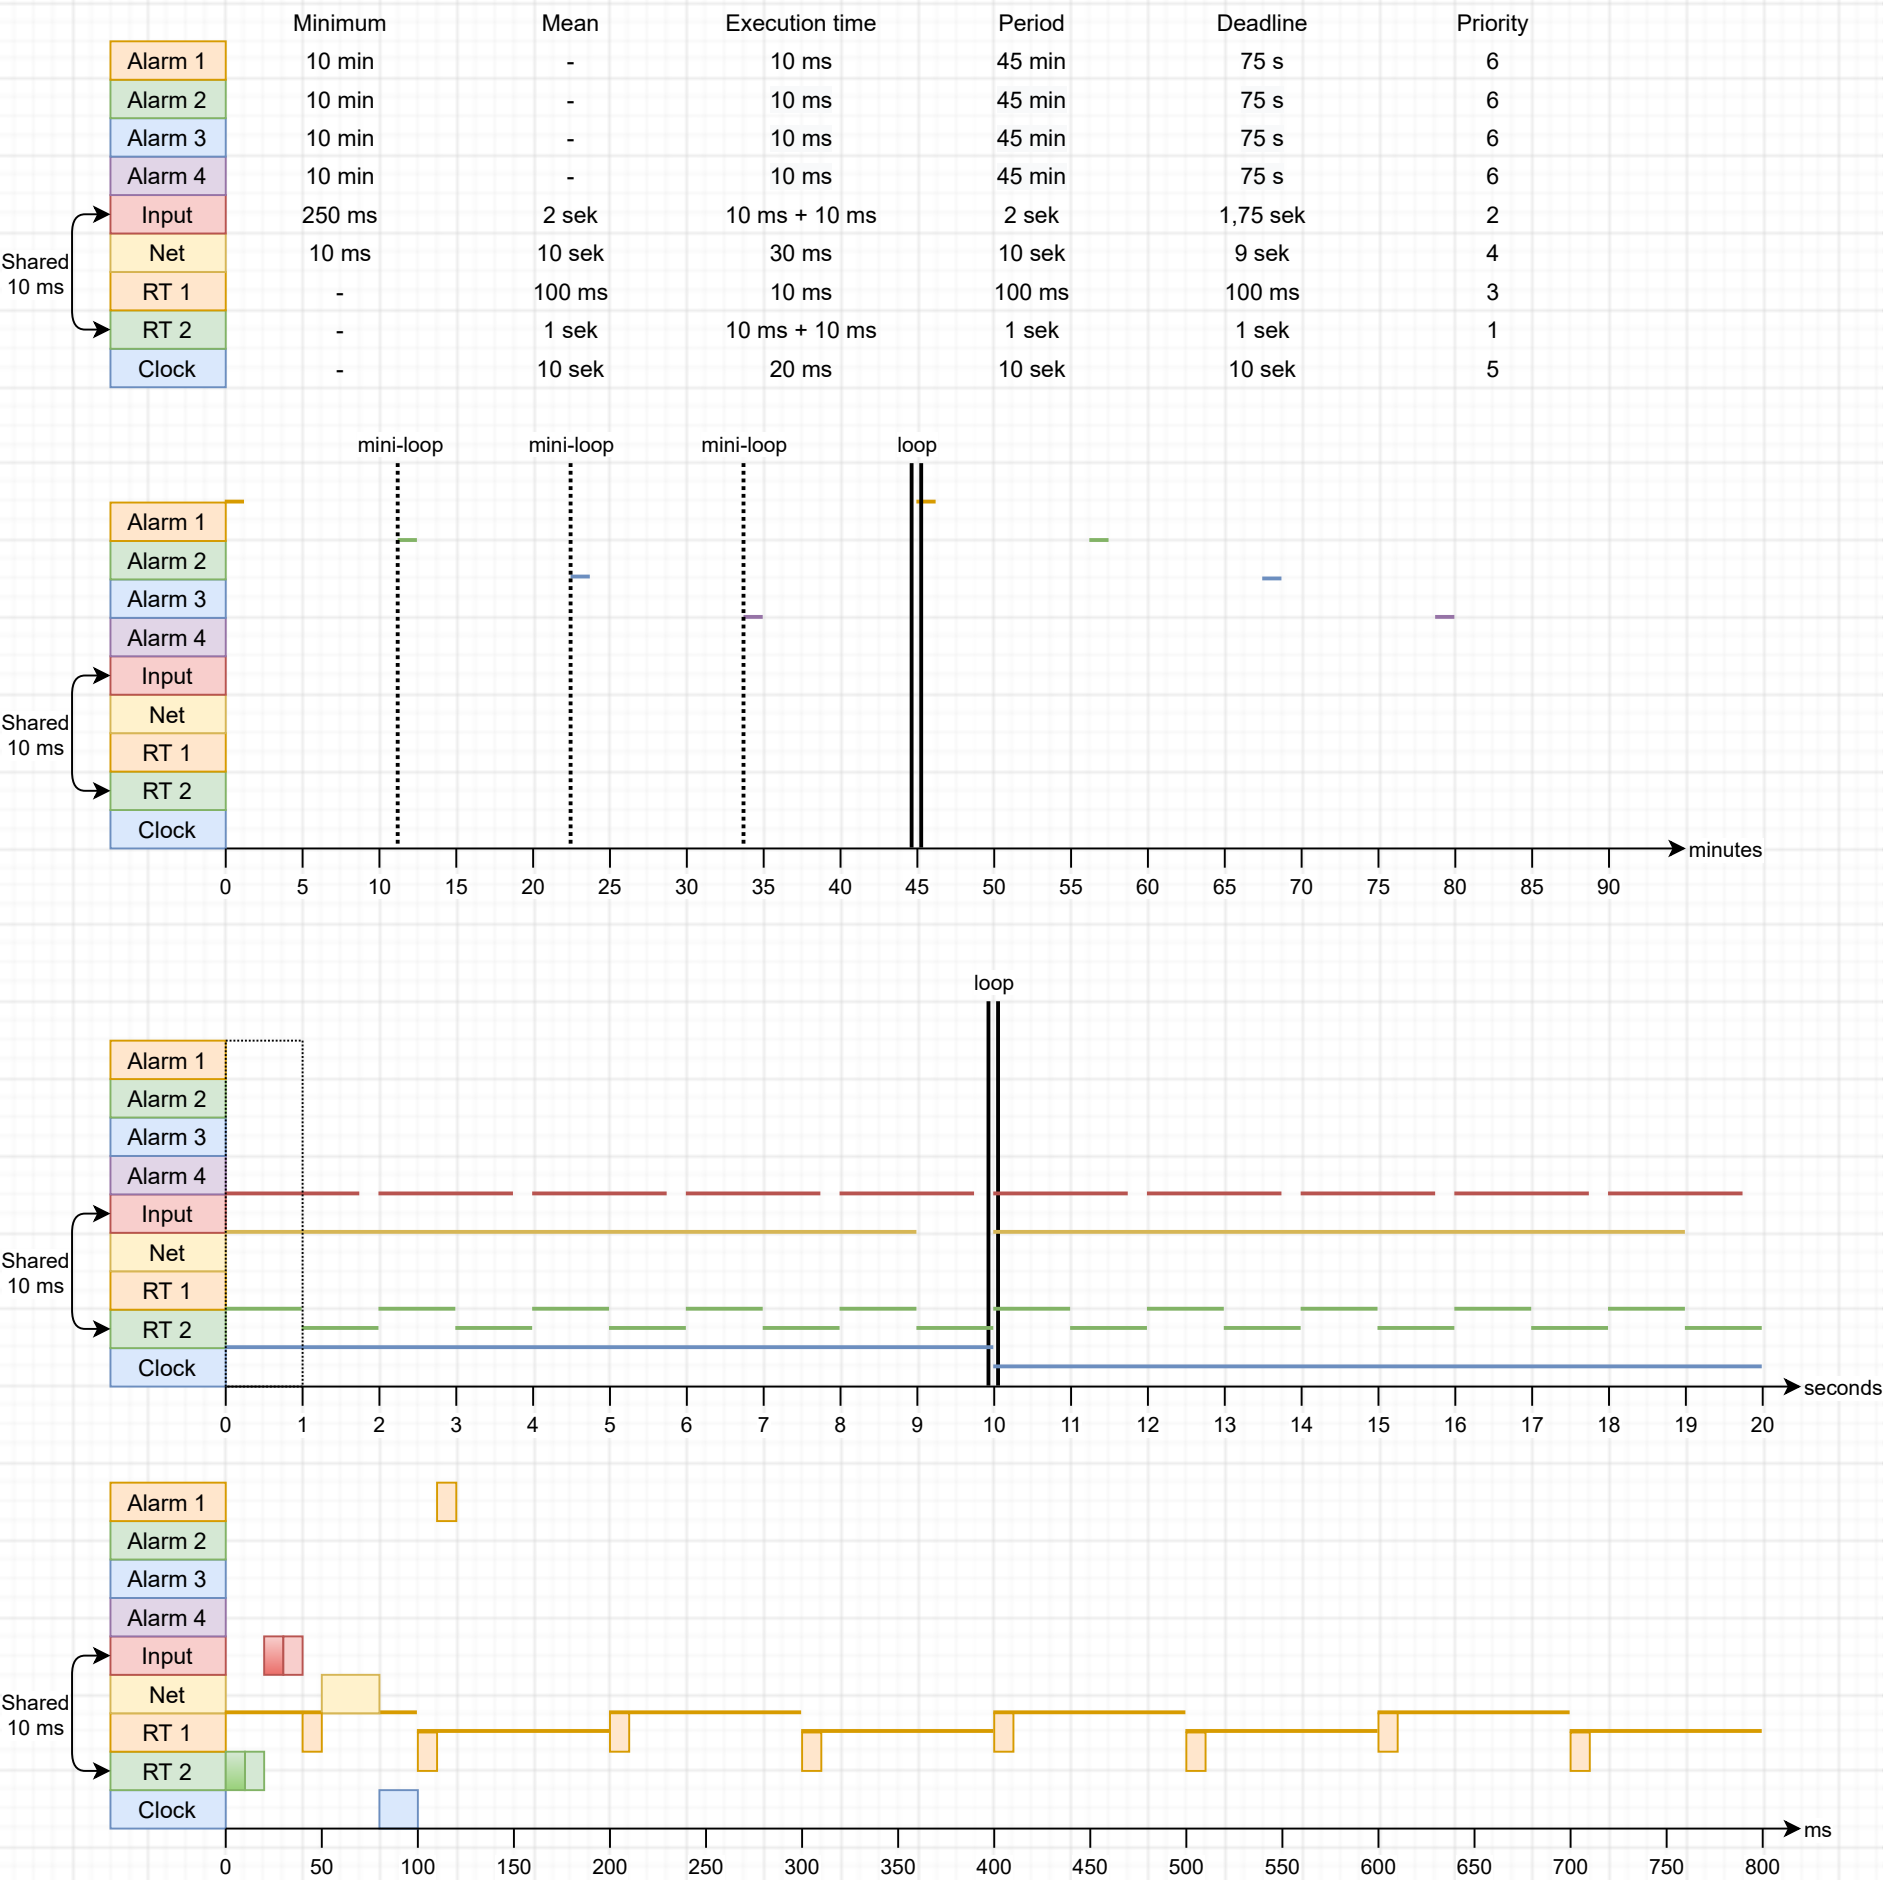 Minimum Mean Execution time Period Deadline Priority
Alarm 1 10 min - 10 ms 45 min 75 s 6
Alarm 2 10 min - 10 ms 45 min 75 s 6
Alarm 3 10 min - 10 ms 45 min 75 s 6
Alarm 4 10 min - 10 ms 45 min 75 s 6
Input 250 ms 2 sek 10 ms + 10 ms 2 sek 1,75 sek 2
Net 10 ms 10 sek 30 ms 10 sek 9 sek 4
Shared
10 ms
RT 1 - 100 ms 10 ms 100 ms 100 ms 3
RT 2 - 1 sek 10 ms + 10 ms 1 sek 1 sek 1
Clock - 10 sek 20 ms 10 sek 10 sek 5
mini-loop mini-loop mini-loop loop
Alarm 1
Alarm 2
Alarm 3
Alarm 4
Input
Net
Shared
10 ms
RT 1
RT 2
Clock
minutes
0 5 10 15 20 25 30 35 40 45 50 55 60 65 70 75 80 85 90
loop
Alarm 1
Alarm 2
Alarm 3
Alarm 4
Input
Net
Shared
10 ms
RT 1
RT 2
Clock
seconds
0 1 2 3 4 5 6 7 8 9 10 11 12 13 14 15 16 17 18 19 20
Alarm 1
Alarm 2
Alarm 3
Alarm 4
Input
Net
Shared
10 ms
RT 1
RT 2
Clock
ms
0 50 100 150 200 250 300 350 400 450 500 550 600 650 700 750 800